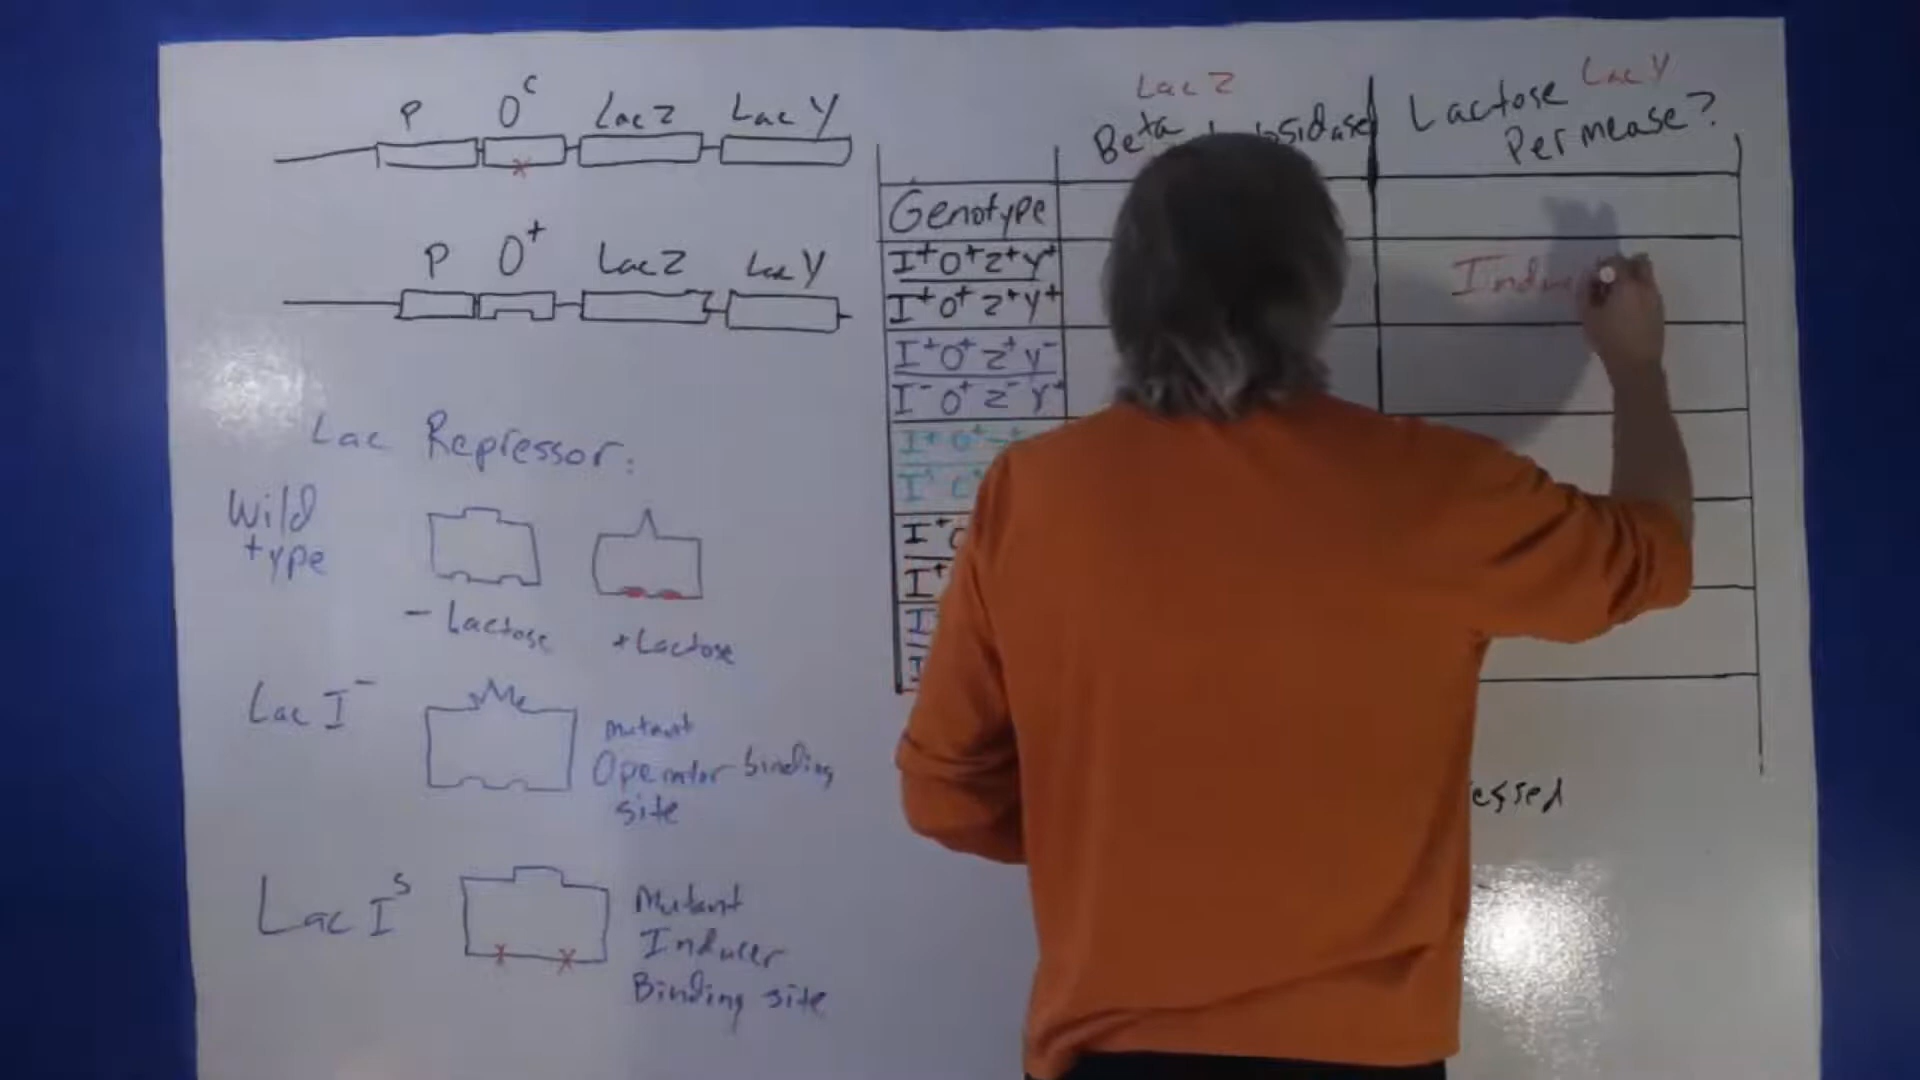 P O^c Lac Z Lac Y
P O^+ Lac Z Lac Y
Lac Repressor:
Wild
type
- Lactose
+ Lactose
Lac I^-
Mutant
Operator binding
site
Lac I^s
Mutant
Inducer
Binding site
Lac Z
Beta
Lactose Lac Y
Permease?
Genotype
I^+ O^+ Z^+ Y^+
I^+ O^+ Z^+ Y^+
I^+ O^+ Z^+ Y^-
I^- O^+ Z^- Y^+
I^+
I^s
I^+
I^+
I
I